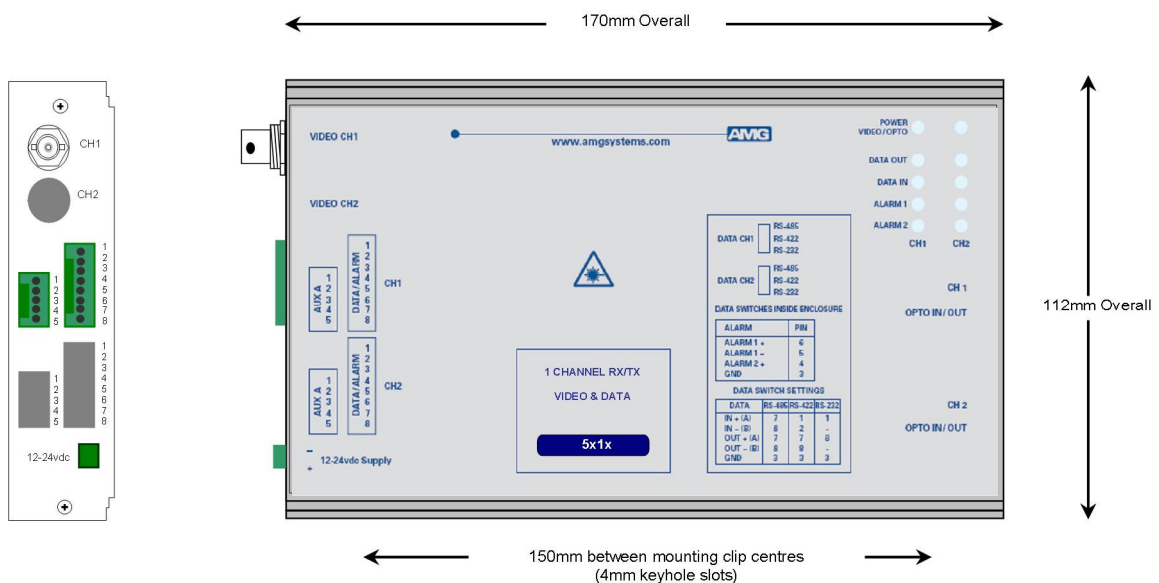 170mm Overall
CH1
CH2
1
2
3
4
5
1
2
3
4
5
6
7
8
1
2
3
4
5
1
2
3
4
5
6
7
8
12-24vdc
VIDEO CH1
www.amgsystems.com
AMG
VIDEO CH2
AUX A
1
2
3
4
5
DATA/ALARM
1
2
3
4
5
6
7
8
CH1
AUX A
1
2
3
4
5
DATA/ALARM
1
2
3
4
5
6
7
8
CH2
–
+
12-24vdc Supply
1 CHANNEL RX/TX
VIDEO & DATA
5x1x
POWER
VIDEO/OPTO
DATA OUT
DATA IN
ALARM 1
ALARM 2
CH1 CH2
DATA CH1
RS-485
RS-422
RS-232
DATA CH2
RS-485
RS-422
RS-232
DATA SWITCHES INSIDE ENCLOSURE
ALARM PIN
ALARM 1 + 6
ALARM 1 – 5
ALARM 2 + 4
GND 3
DATA SWITCH SETTINGS
DATA RS-485 RS-422 RS-232
IN + (A) 7 1 1
IN – (B) 8 2 -
OUT + (A) 7 7 8
OUT – (B) 8 8 -
GND 3 3 3
CH 1
OPTO IN/OUT
CH 2
OPTO IN/OUT
112mm Overall
150mm between mounting clip centres
(4mm keyhole slots)